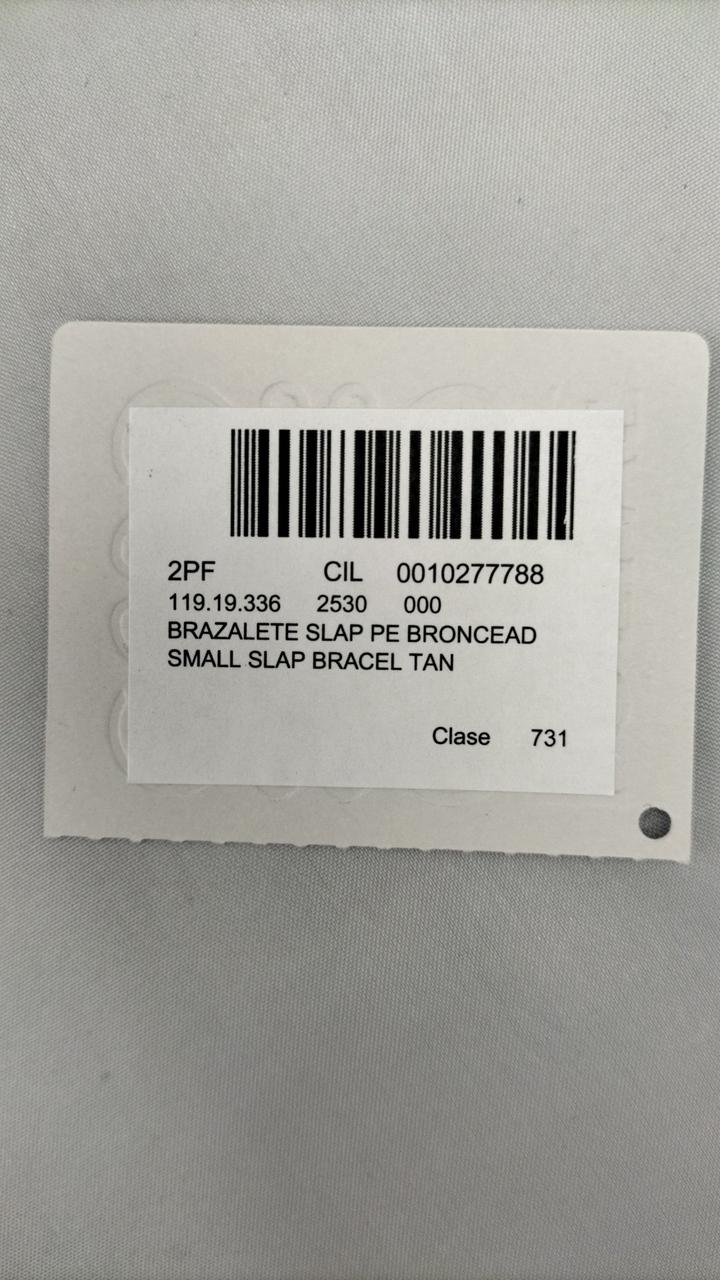 2PF CIL 0010277788
119.19.336 2530 000
BRAZALETE SLAP PE BRONCEAD
SMALL SLAP BRACEL TAN
Clase 731